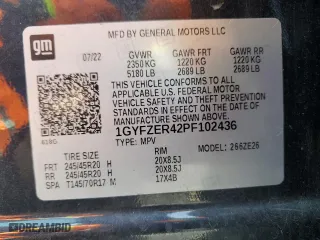 gm
MFD BY GENERAL MOTORS LLC
07/22 GVWR GAWR FRT GAWR RR
2350 KG 1220 KG 1220 KG
5180 LB 2689 LB 2689 LB
THIS VEHICLE CONFORMS TO ALL
APPLICABLE U.S. FEDERAL MOTOR
VEHICLE SAFETY AND THEFT
PREVENTION STANDARDS IN EFFECT
ON THE DATE OF MANUFACTURE
SHOWN ABOVE.
1GYFZER42PF102436
TYPE: MPV
MODEL: 266ZE26
TIRE SIZE RIM
FRT 245/45R20 H 20X8.5J
RR 245/45R20 H 20X8.5J
SPA T145/70R17 M 17X4B
DREAMBID